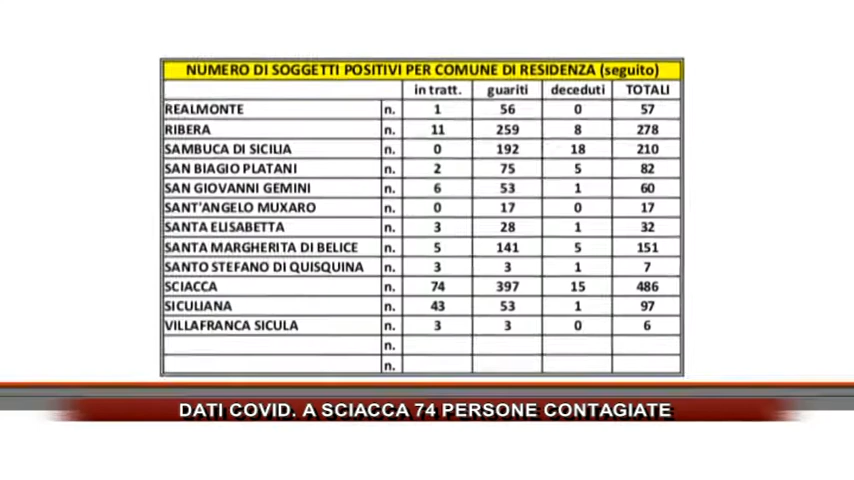 NUMERO DI SOGGETTI POSITIVI PER COMUNE DI RESIDENZA (seguito)
in tratt. guariti deceduti TOTALI
REALMONTE n. 1 56 0 57
RIBERA n. 11 259 8 278
SAMBUCA DI SICILIA n. 0 192 18 210
SAN BIAGIO PLATANI n. 2 75 5 82
SAN GIOVANNI GEMINI n. 6 53 1 60
SANT'ANGELO MUXARO n. 0 17 0 17
SANTA ELISABETTA n. 3 28 1 32
SANTA MARGHERITA DI BELICE n. 5 141 5 151
SANTO STEFANO DI QUISQUINA n. 3 3 1 7
SCIACCA n. 74 397 15 486
SICULIANA n. 43 53 1 97
VILLAFRANCA SICULA n. 3 3 0 6
n.
n.
DATI COVID. A SCIACCA 74 PERSONE CONTAGIATE